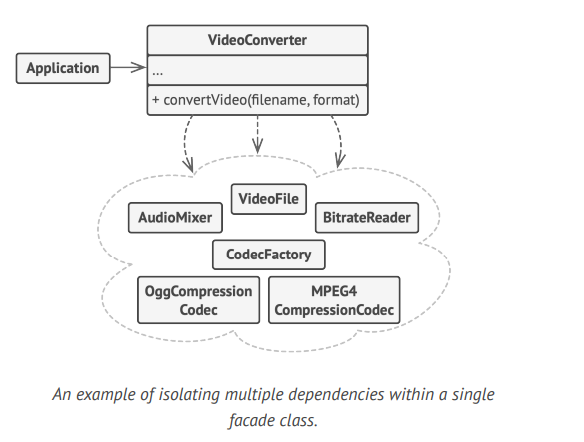 VideoConverter
Application
...
+ convertVideo(filename, format)
VideoFile
AudioMixer
BitrateReader
CodecFactory
OggCompression
Codec
MPEG4
CompressionCodec
An example of isolating multiple dependencies within a single
facade class.